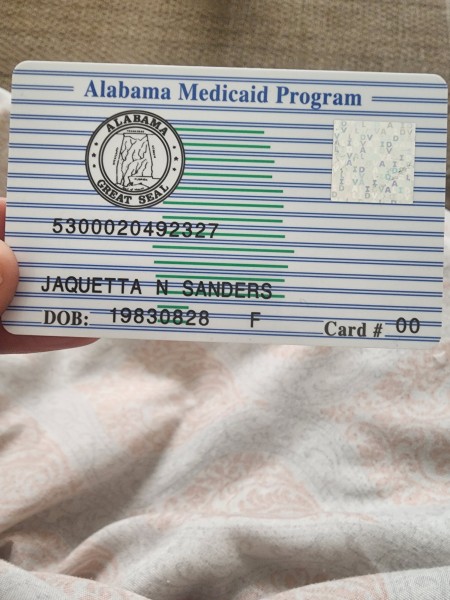 Alabama Medicaid Program
ALABAMA
GREAT SEAL
5300020492327
JAQUETTA N SANDERS
DOB: 19830828 F Card # 00